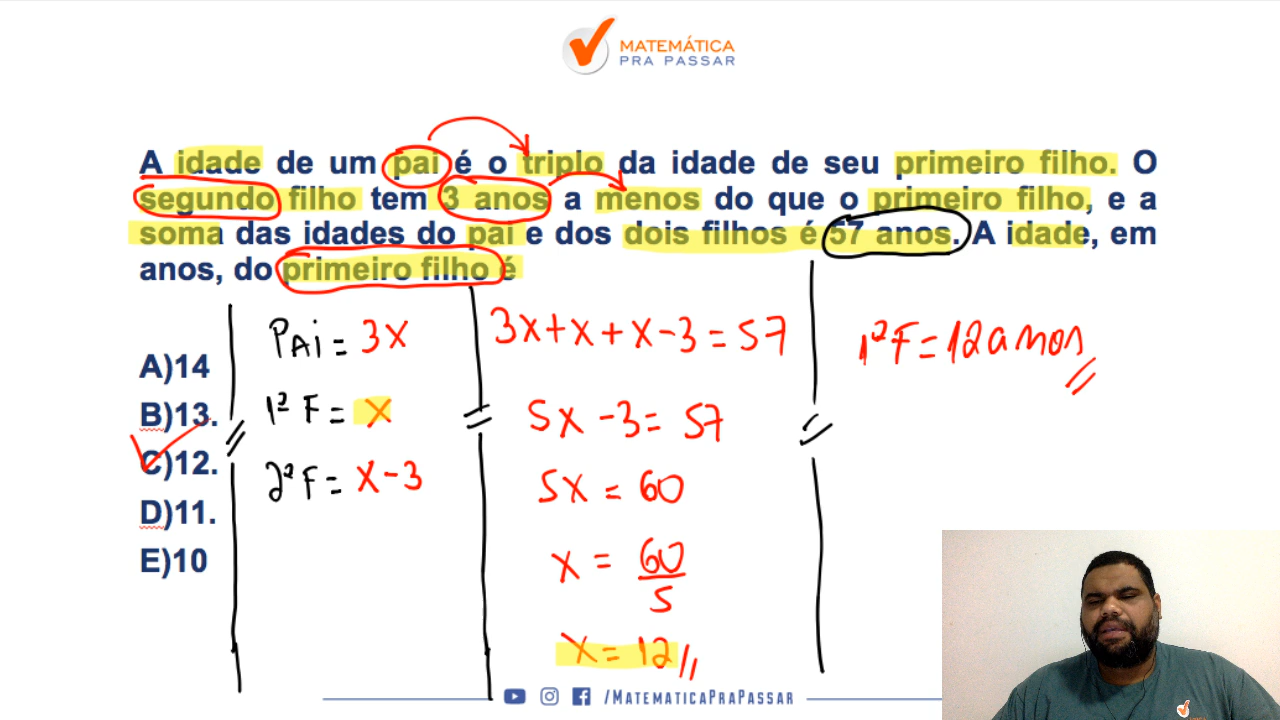 MATEMÁTICA
PRA PASSAR
A idade de um pai é o triplo da idade de seu primeiro filho. O
segundo filho tem 3 anos a menos do que o primeiro filho, e a
soma das idades do pai e dos dois filhos é 57 anos. A idade, em
anos, do primeiro filho é
A)14
B)13.
C)12.
D)11.
E)10
PAi = 3X
1º F = X
2º F = X-3
3X+X+X-3=57
5X-3=57
5X = 60
X = 60/5
X = 12
1º F = 12 anos
/MATEMATICAPRAPASSAR